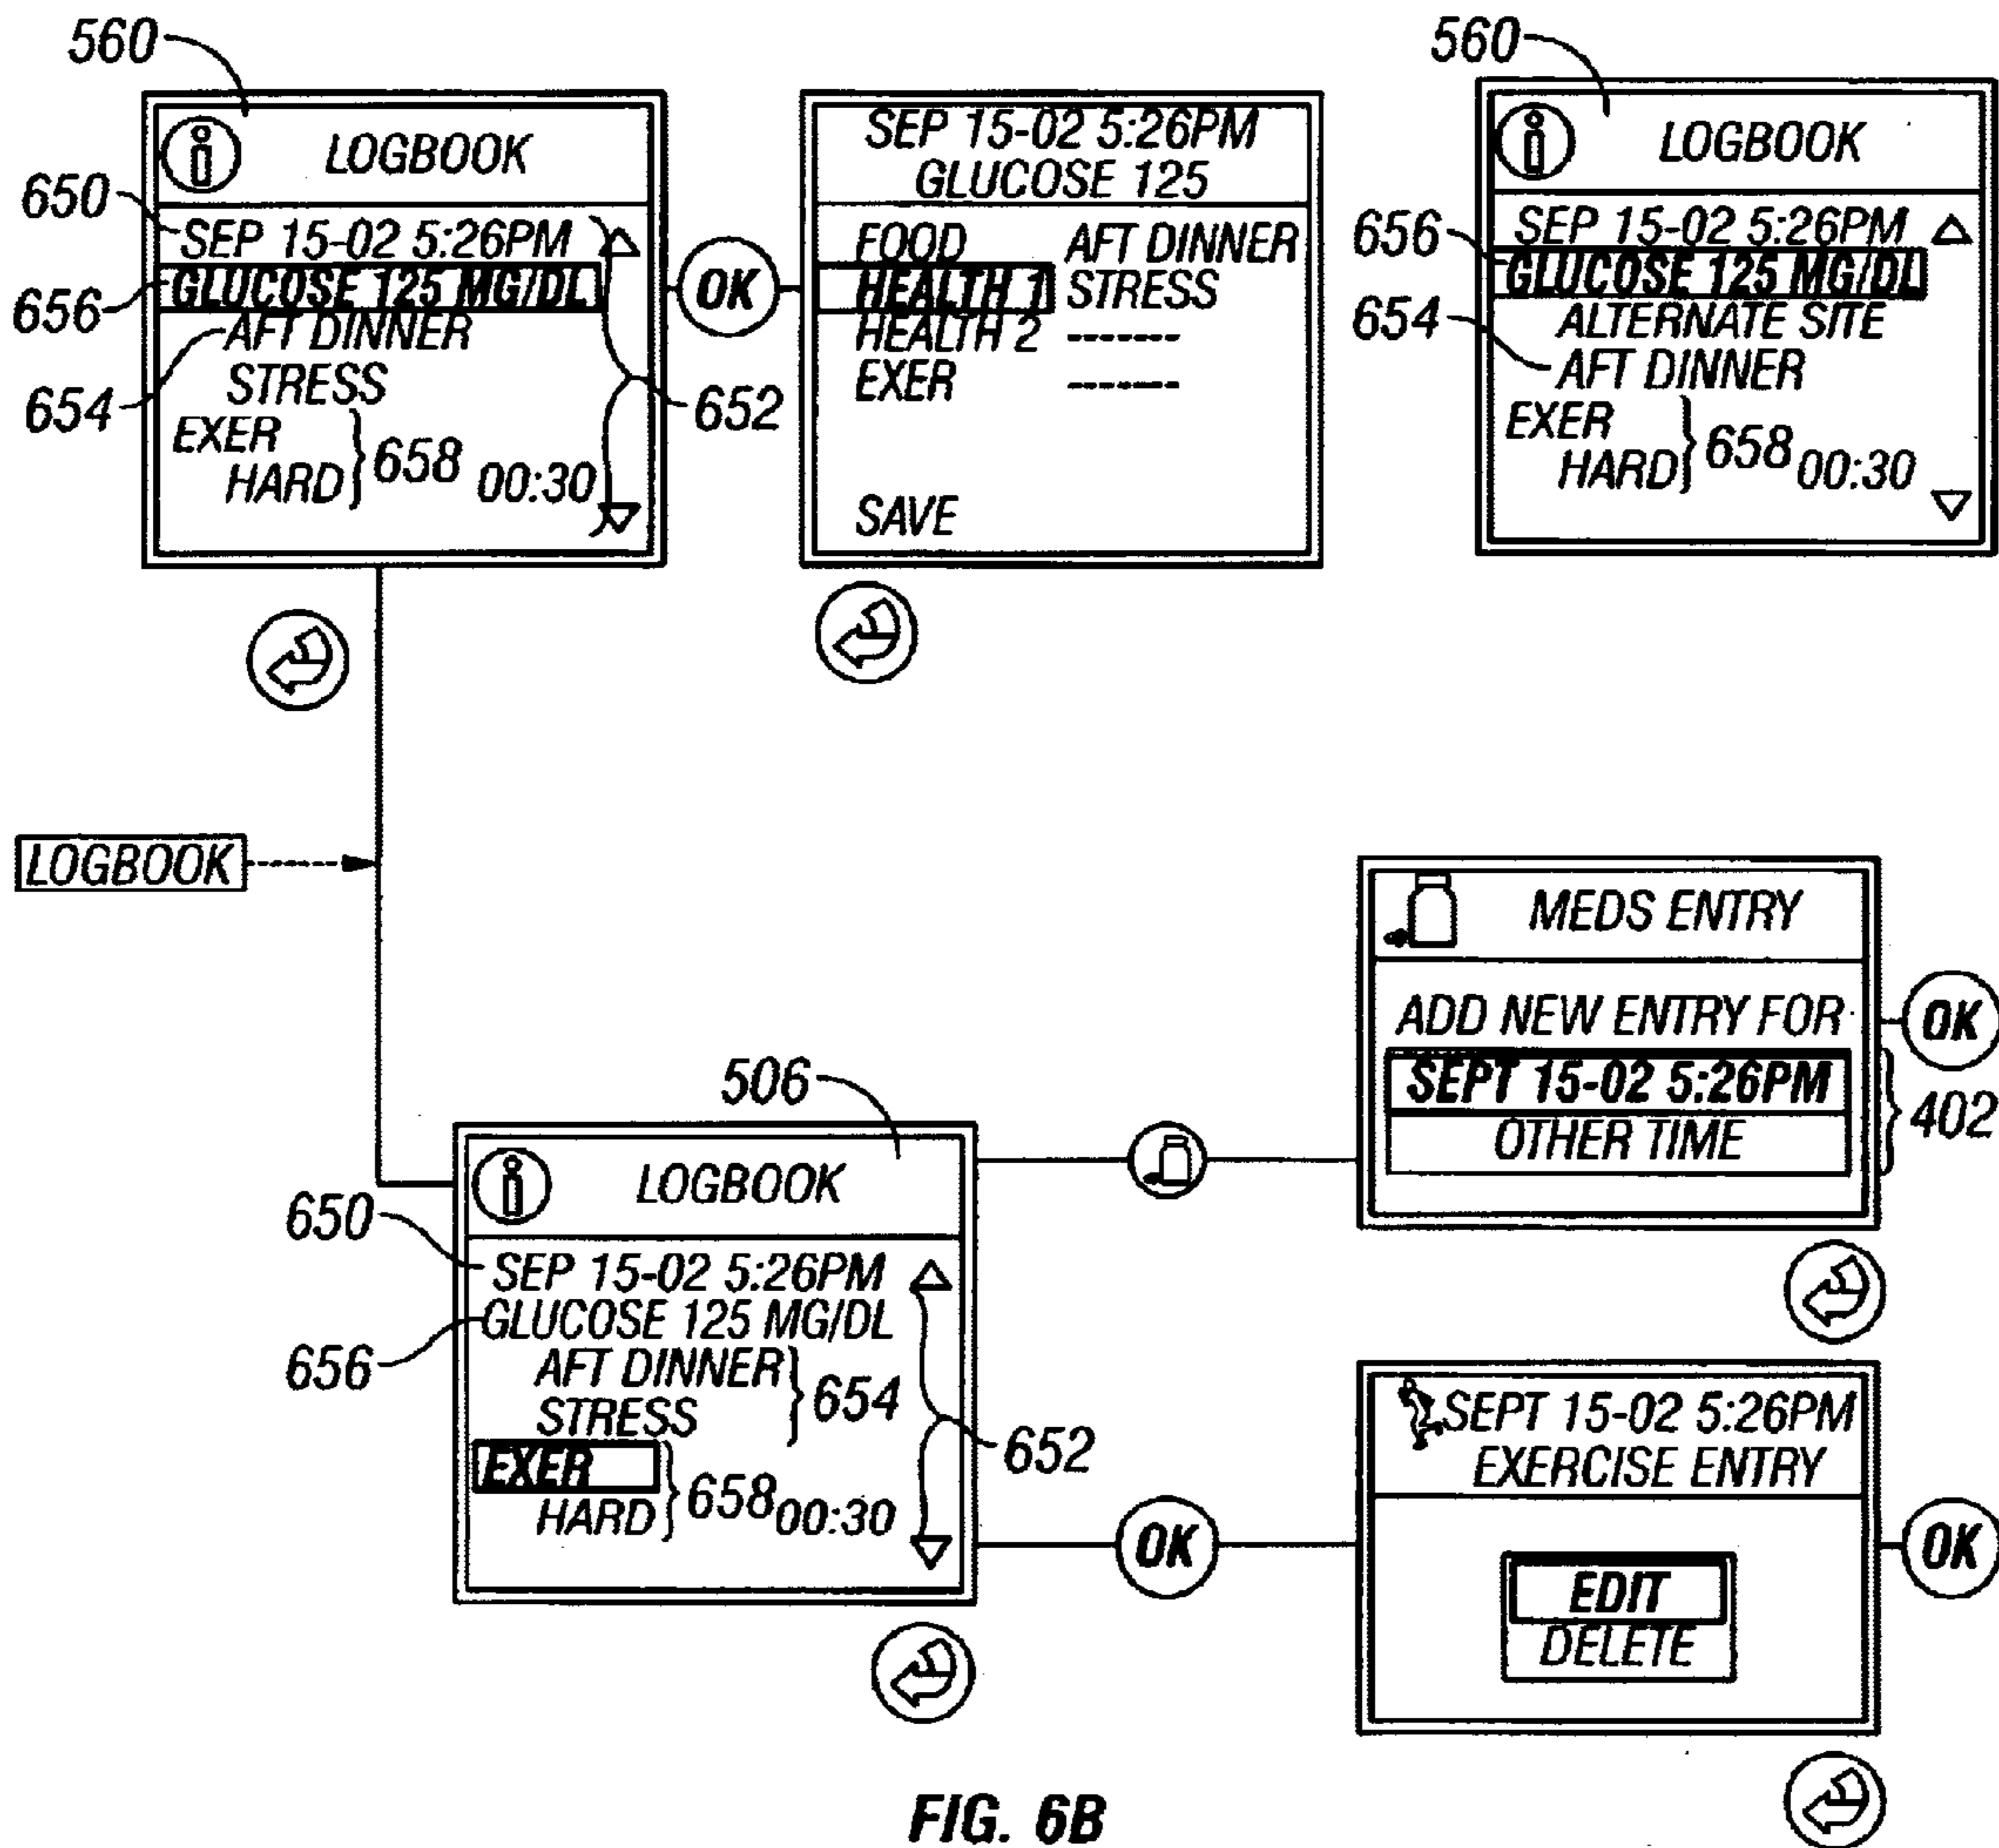 560
LOGBOOK
650
SEP 15-02 5:26PM
656
GLUCOSE 125 MG/DL
AFT DINNER
654
STRESS
652
EXER
658
HARD
00:30
OK
SEP 15-02 5:26PM
GLUCOSE 125
FOOD AFT DINNER
HEALTH 1 STRESS
HEALTH 2 -------
EXER -------
SAVE
560
LOGBOOK
SEP 15-02 5:26PM
656
GLUCOSE 125 MG/DL
654
ALTERNATE SITE
AFT DINNER
EXER
658
HARD
00:30
LOGBOOK
MEDS ENTRY
ADD NEW ENTRY FOR
OK
SEPT 15-02 5:26PM
402
OTHER TIME
506
LOGBOOK
650
SEP 15-02 5:26PM
656
GLUCOSE 125 MG/DL
AFT DINNER
654
STRESS
652
EXER
658
HARD
00:30
OK
SEPT 15-02 5:26PM
EXERCISE ENTRY
EDIT
DELETE
OK
FIG. 6B